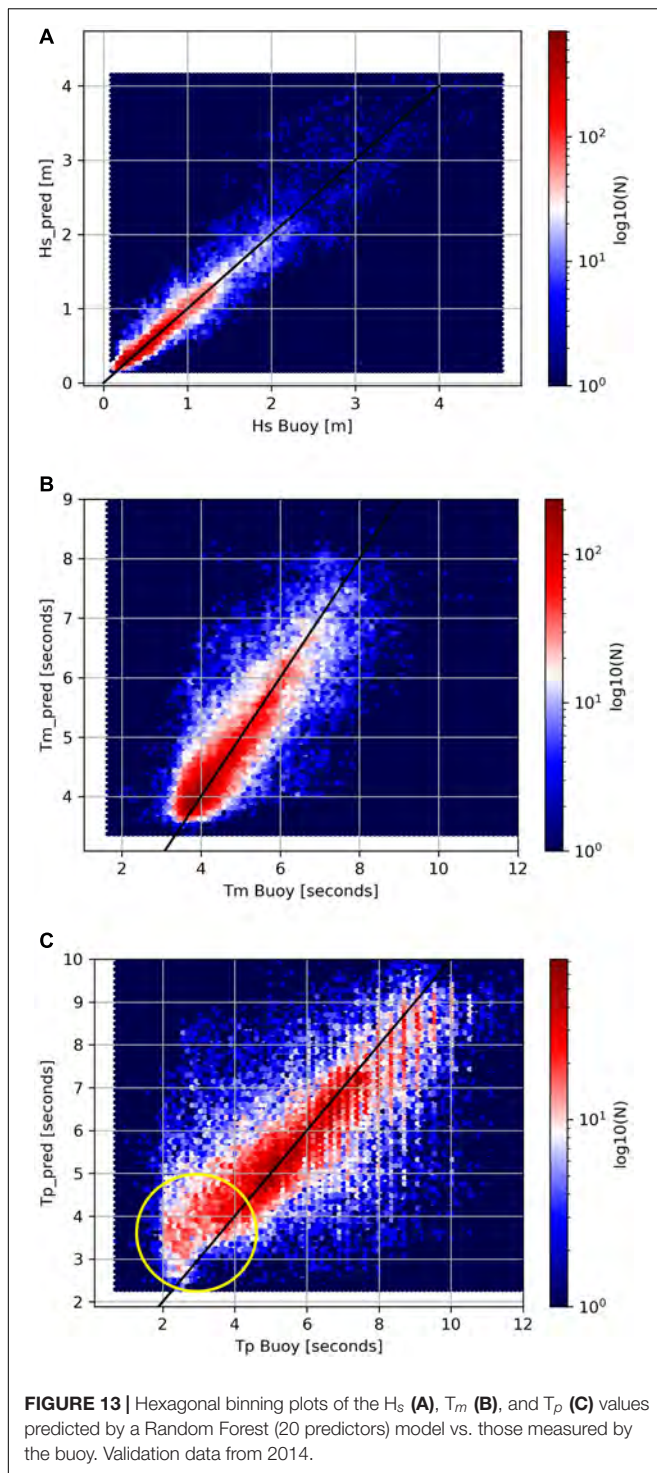 A
4
3
2
1
0
Hs_pred [m]
0 1 2 3 4
Hs Buoy [m]
10²
10¹
10⁰
log10(N)
B
9
8
7
6
5
4
Tm_pred [seconds]
2 4 6 8 10 12
Tm Buoy [seconds]
10²
10¹
10⁰
log10(N)
C
10
9
8
7
6
5
4
3
2
Tp_pred [seconds]
2 4 6 8 10 12
Tp Buoy [seconds]
10¹
10⁰
log10(N)
FIGURE 13 | Hexagonal binning plots of the Hₛ (A), Tₘ (B), and Tₚ (C) values
predicted by a Random Forest (20 predictors) model vs. those measured by
the buoy. Validation data from 2014.